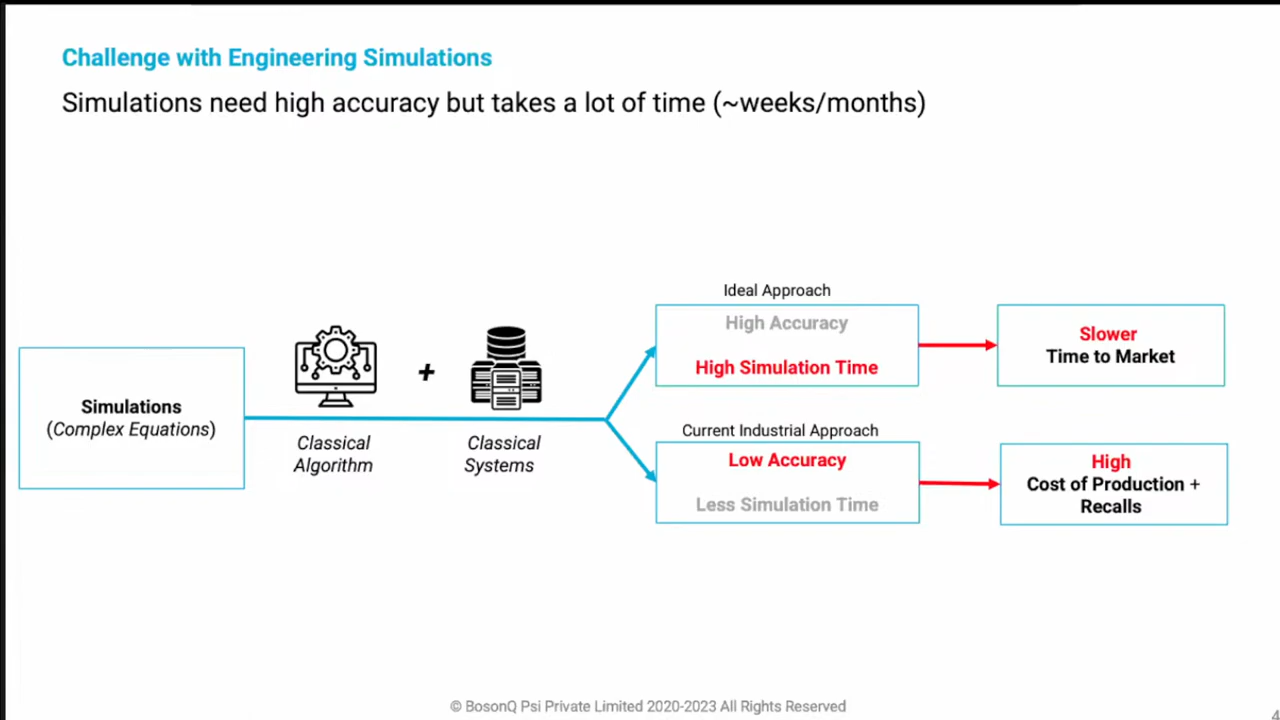 Challenge with Engineering Simulations
Simulations need high accuracy but takes a lot of time (~weeks/months)
Simulations
(Complex Equations)
+
Classical
Algorithm
Classical
Systems
Ideal Approach
High Accuracy
High Simulation Time
Slower
Time to Market
Current Industrial Approach
Low Accuracy
Less Simulation Time
High
Cost of Production +
Recalls
© BosonQ Psi Private Limited 2020-2023 All Rights Reserved
4